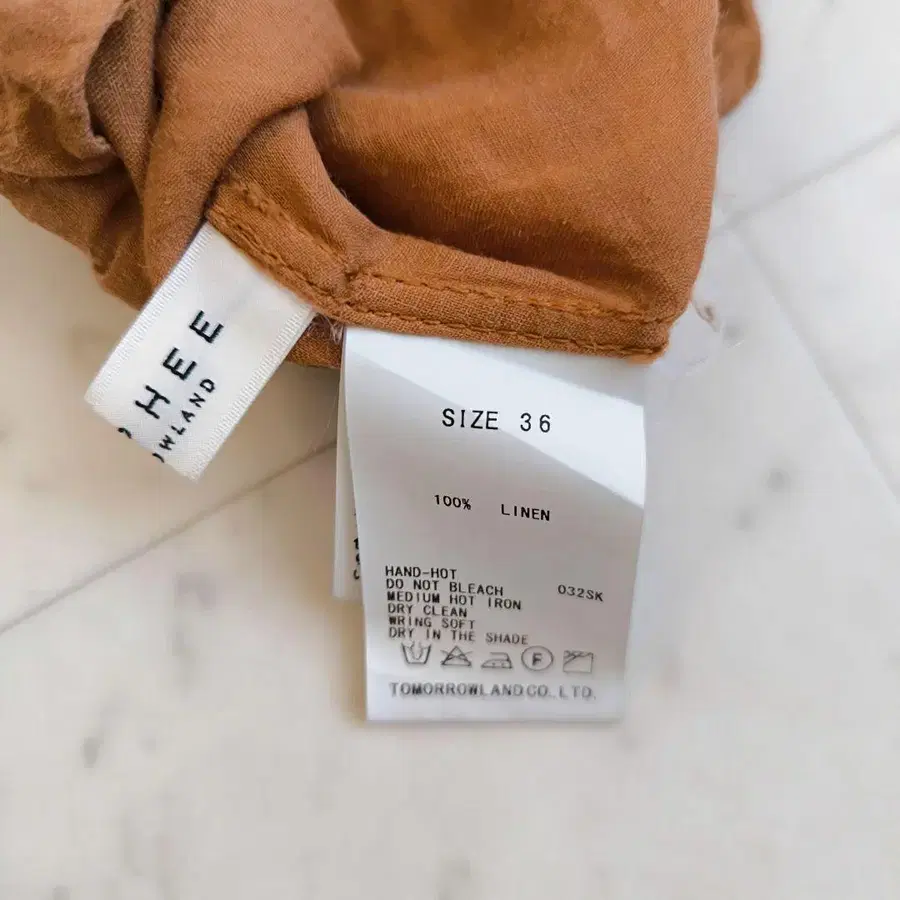 HEE
OWLAND
SIZE 36
100% LINEN
HAND-HOT
DO NOT BLEACH
032SK
MEDIUM HOT IRON
DRY CLEAN
WRING SOFT
DRY IN THE SHADE
F
TOMORROWLAND CO., LTD.